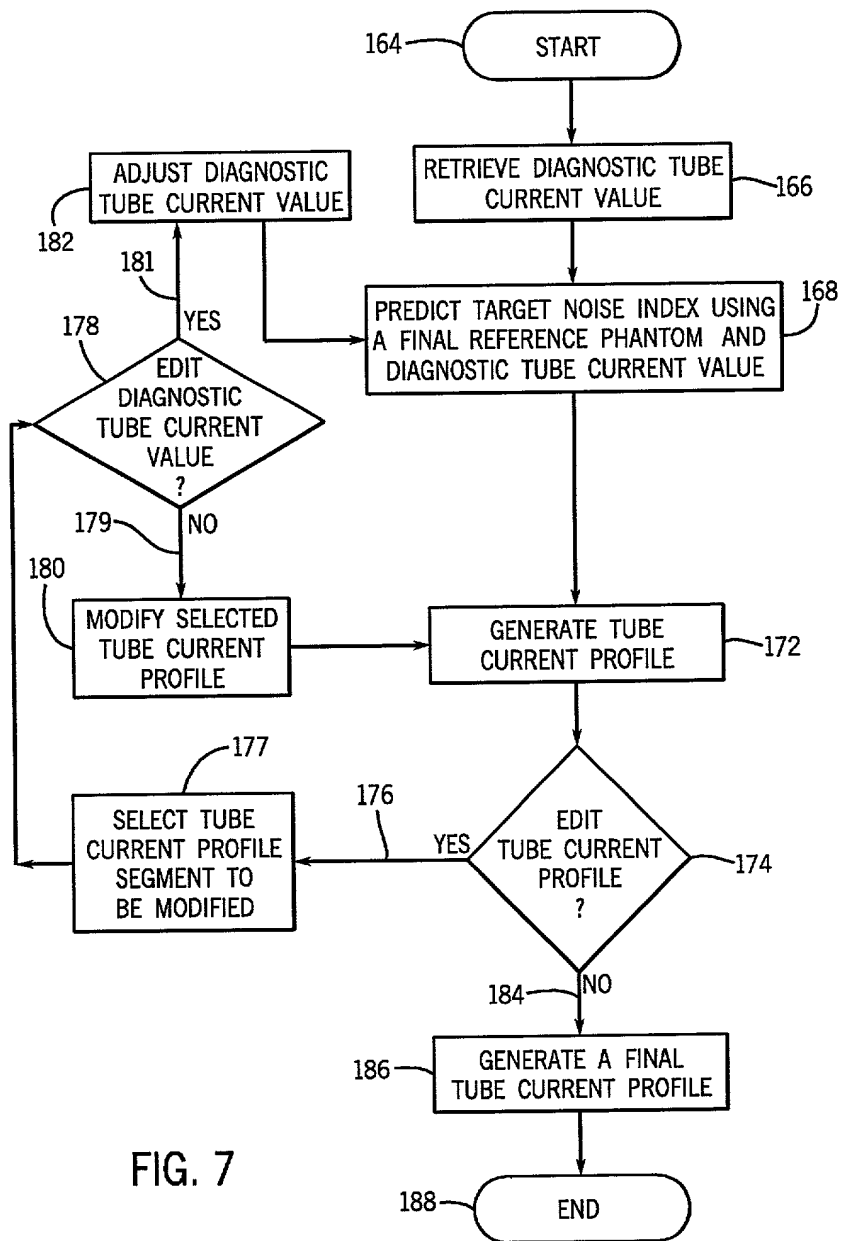 164
START
RETRIEVE DIAGNOSTIC TUBE
CURRENT VALUE
166
ADJUST DIAGNOSTIC
TUBE CURRENT VALUE
182
181
YES
PREDICT TARGET NOISE INDEX USING
A FINAL REFERENCE PHANTOM AND
DIAGNOSTIC TUBE CURRENT VALUE
168
178
EDIT
DIAGNOSTIC
TUBE CURRENT
VALUE
?
179
NO
180
MODIFY SELECTED
TUBE CURRENT
PROFILE
GENERATE TUBE
CURRENT PROFILE
172
177
SELECT TUBE
CURRENT PROFILE
SEGMENT TO
BE MODIFIED
176
YES
EDIT
TUBE CURRENT
PROFILE
?
174
184
NO
186
GENERATE A FINAL
TUBE CURRENT PROFILE
188
END
FIG. 7